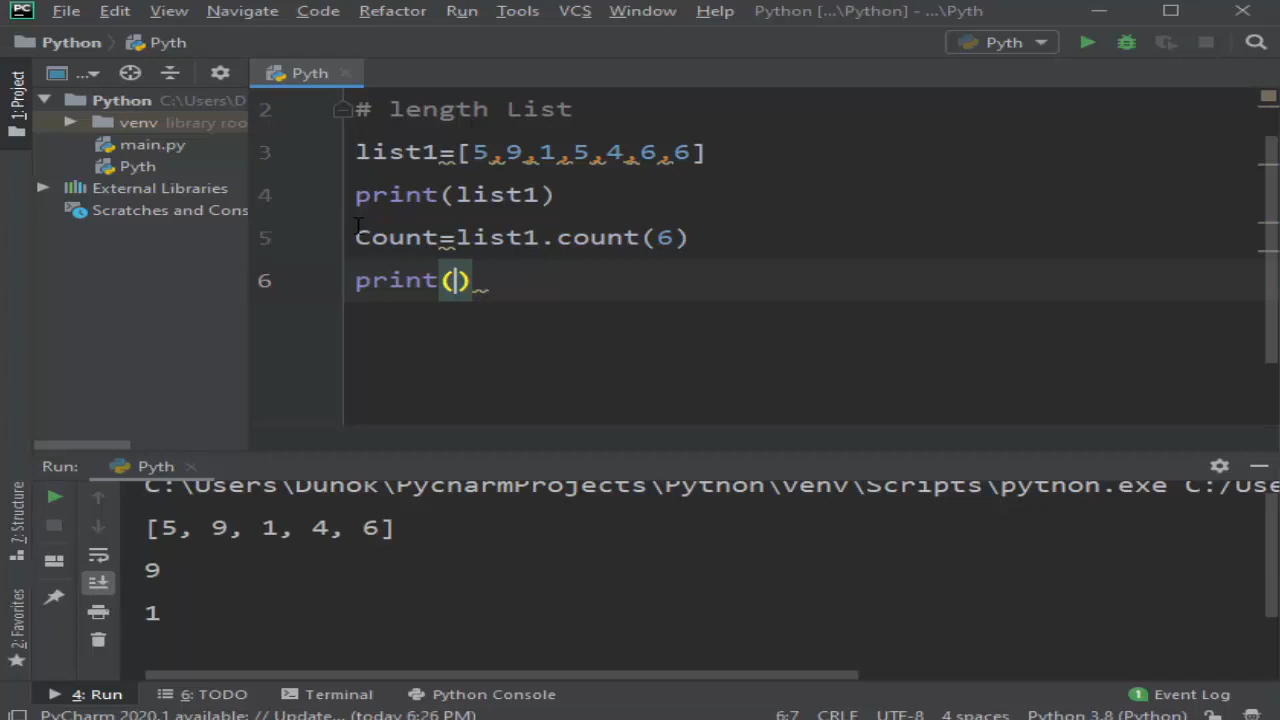 PC File Edit View Navigate Code Refactor Run Tools VCS Window Help Python [...\Python] - ...\Pyth
Python Pyth Pyth
1: Project
... Pyth
Python C:\Users\D
venv library roo
main.py
Pyth
External Libraries
Scratches and Cons
2 # length List
3 list1=[5,9,1,5,4,6,6]
4 print(list1)
5 Count=list1.count(6)
6 print()
7: Structure
2: Favorites
Run: Pyth
C:\Users\Dunok\PycharmProjects\Python\venv\Scripts\python.exe C:/Use
[5, 9, 1, 4, 6]
9
1
4: Run 6: TODO Terminal Python Console 1 Event Log
PyCharm 2020.1 available: // Update... (today 6:26 PM) 6:7 CRLF UTF-8 4 spaces Python 3.8 (Python)